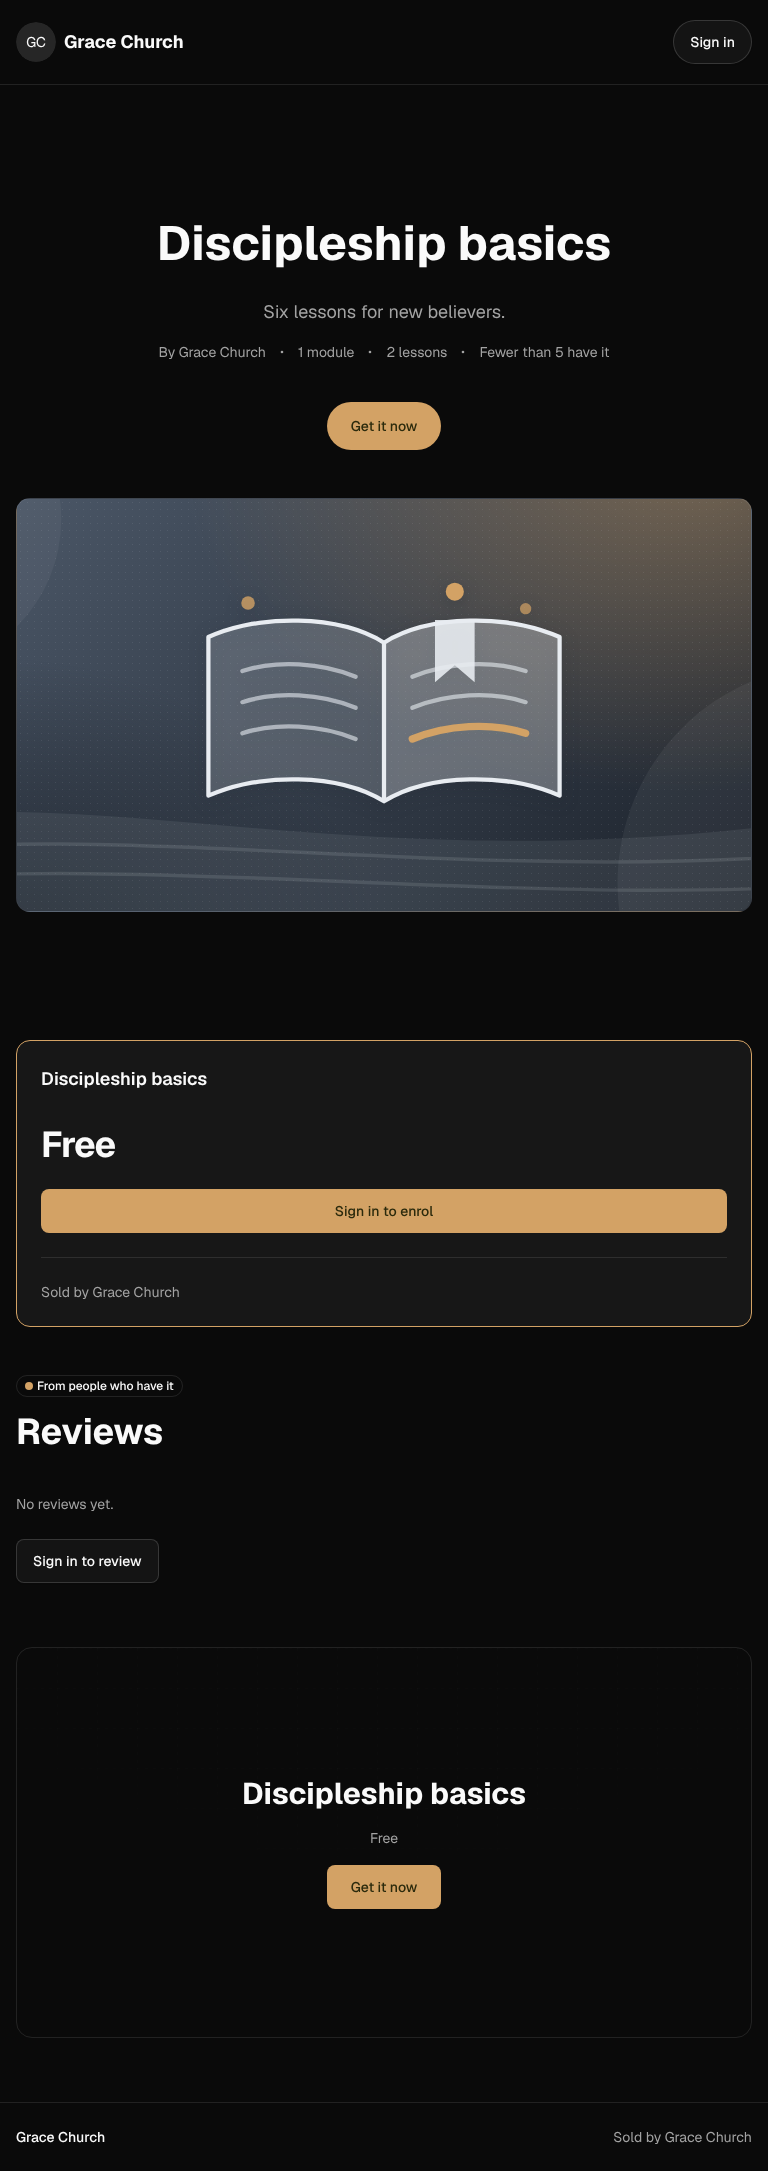 GC Grace Church Sign in
Discipleship basics
Six lessons for new believers.
By Grace Church • 1 module • 2 lessons • Fewer than 5 have it
Get it now
Discipleship basics
Free
Sign in to enrol
Sold by Grace Church
From people who have it
Reviews
No reviews yet.
Sign in to review
Discipleship basics
Free
Get it now
Grace Church Sold by Grace Church